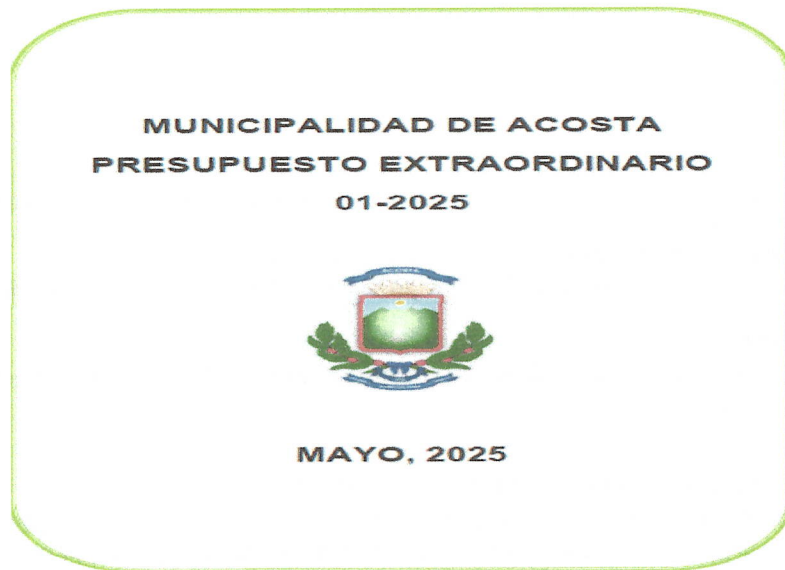 MUNICIPALIDAD DE ACOSTA
PRESUPUESTO EXTRAORDINARIO
01-2025
ACOSTA
MAYO, 2025